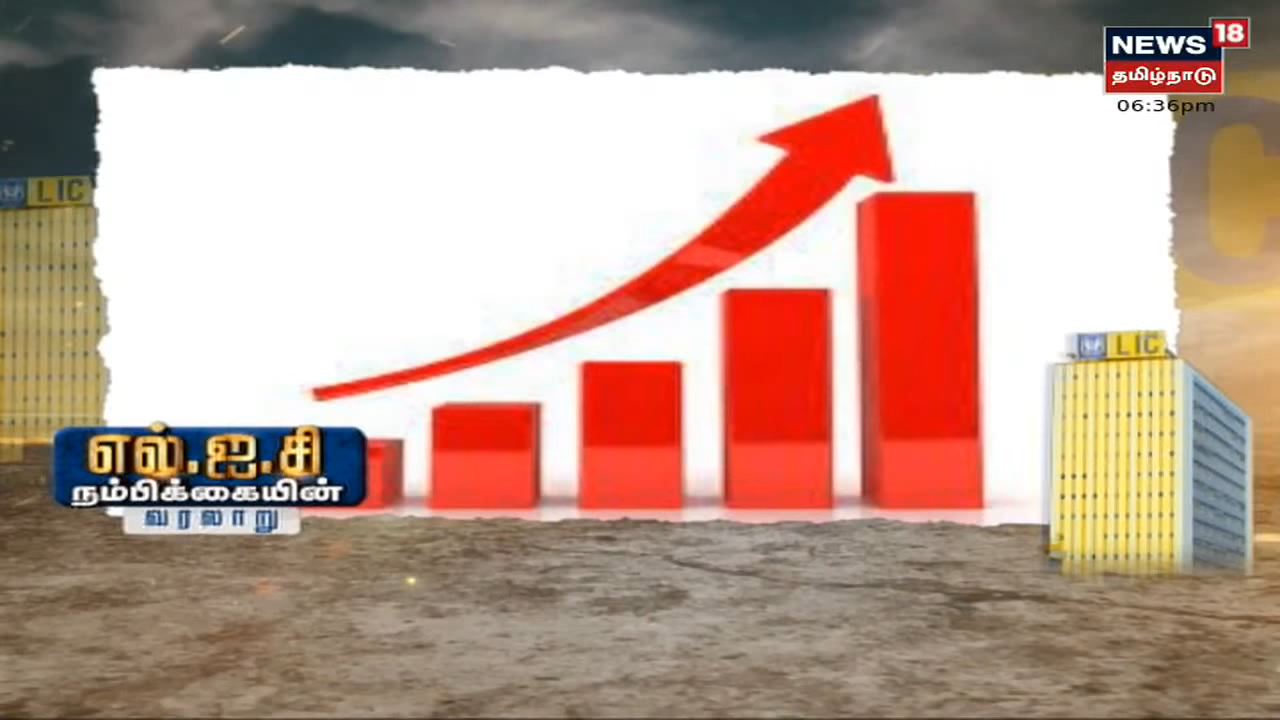 NEWS 18
தமிழ்நாடு
06:36pm
LIC
LIC
எல்.ஐ.சி
நம்பிக்கையின்
வரலாறு
C